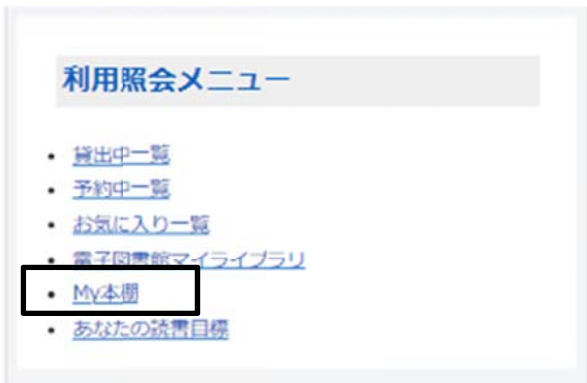 利用照会メニュー
貸出中一覧
予約中一覧
お気に入り一覧
電子図書館マイライブラリ
My本棚
あなたの読書目標